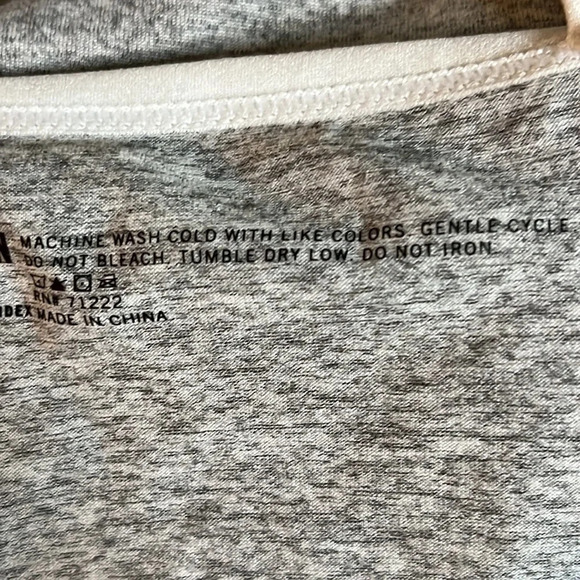 MACHINE WASH COLD WITH LIKE COLORS. GENTLE CYCLE
DO NOT BLEACH. TUMBLE DRY LOW. DO NOT IRON.
RN# 71222
MADE IN CHINA